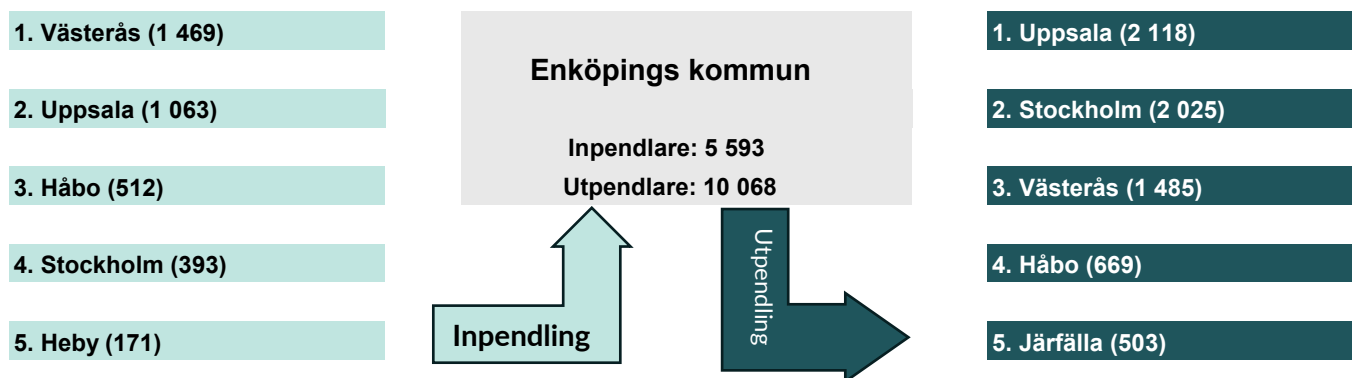 1. Västerås (1 469)
2. Uppsala (1 063)
3. Håbo (512)
4. Stockholm (393)
5. Heby (171)
Enköpings kommun
Inpendlare: 5 593
Utpendlare: 10 068
Inpendling
Utpendling
1. Uppsala (2 118)
2. Stockholm (2 025)
3. Västerås (1 485)
4. Håbo (669)
5. Järfälla (503)